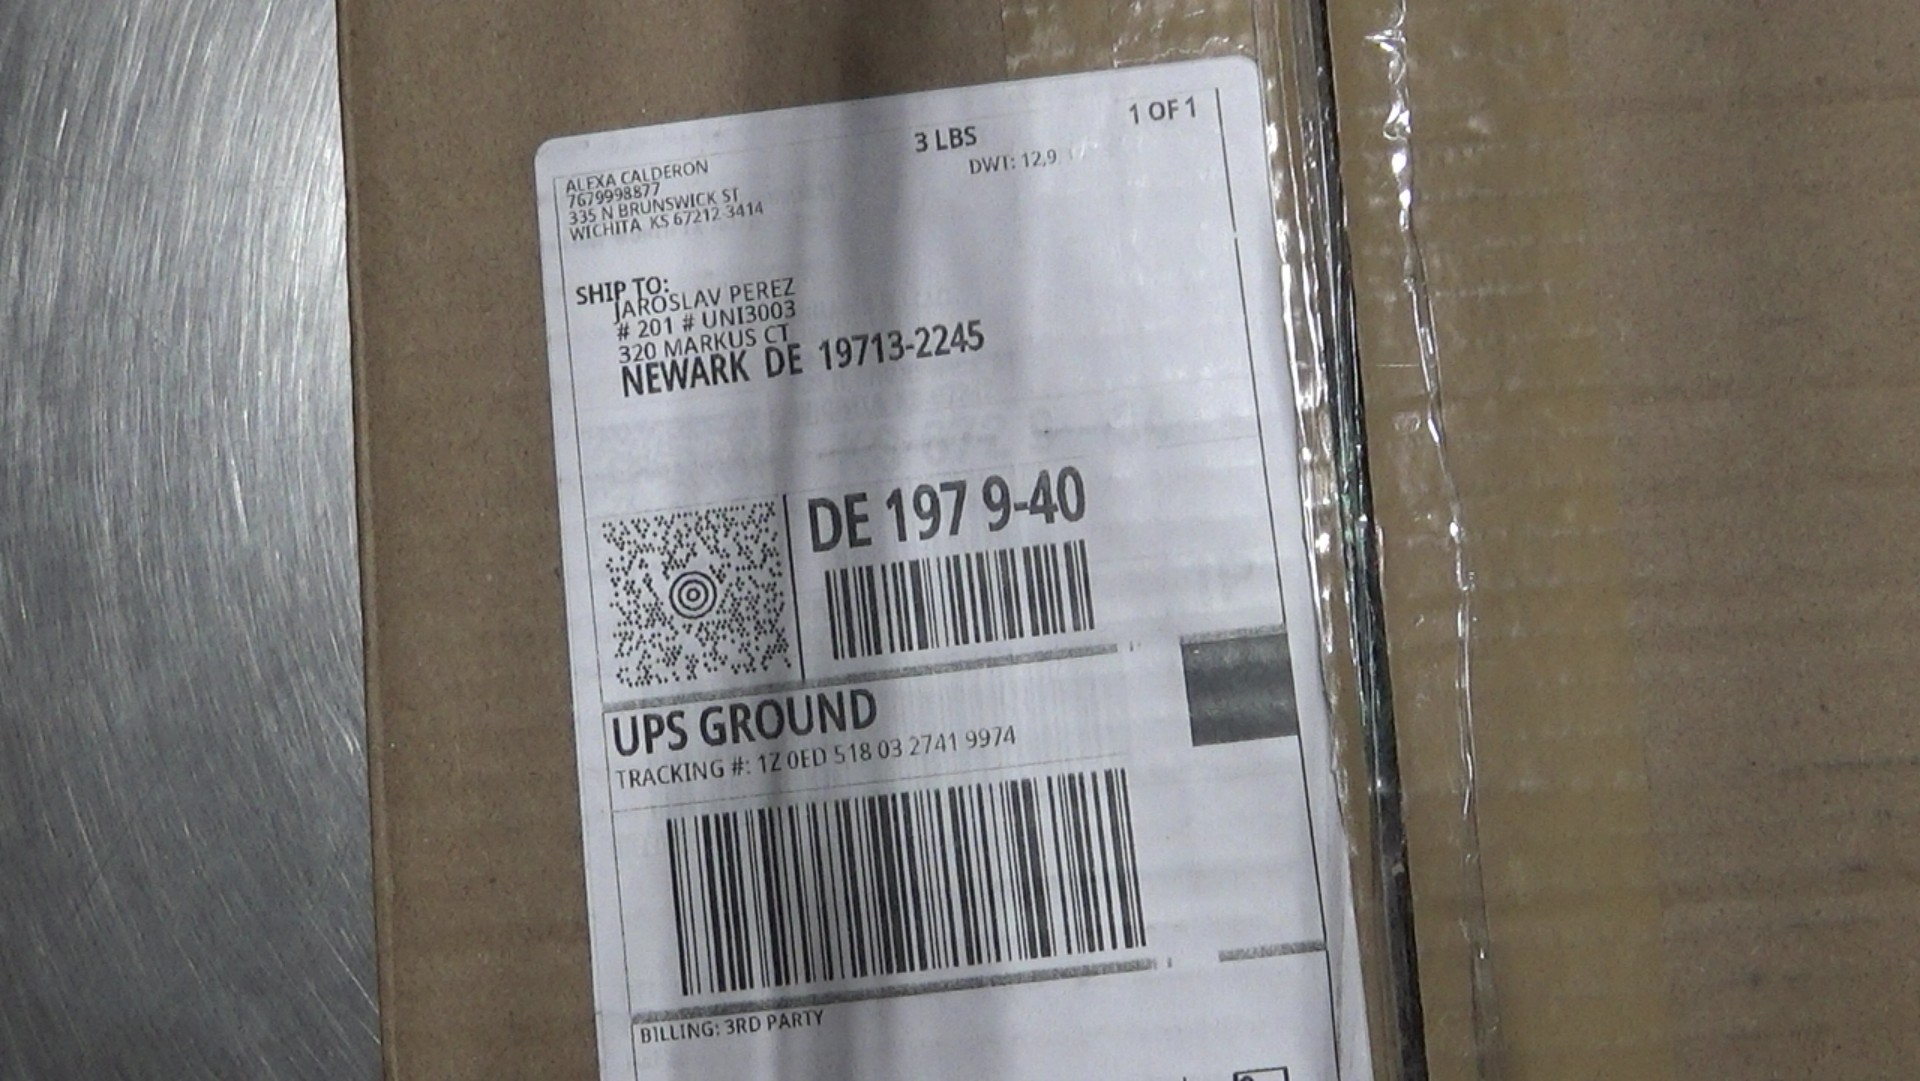 1 OF 1
3 LBS
DWT: 12,9
ALEXA CALDERON
7679998877
335 N BRUNSWICK ST
WICHITA KS 67212-3414
SHIP TO:
JAROSLAV PEREZ
# 201 # UNI3003
320 MARKUS CT
NEWARK DE 19713-2245
DE 197 9-40
UPS GROUND
TRACKING #: 1Z 0ED 518 03 2741 9974
BILLING: 3RD PARTY